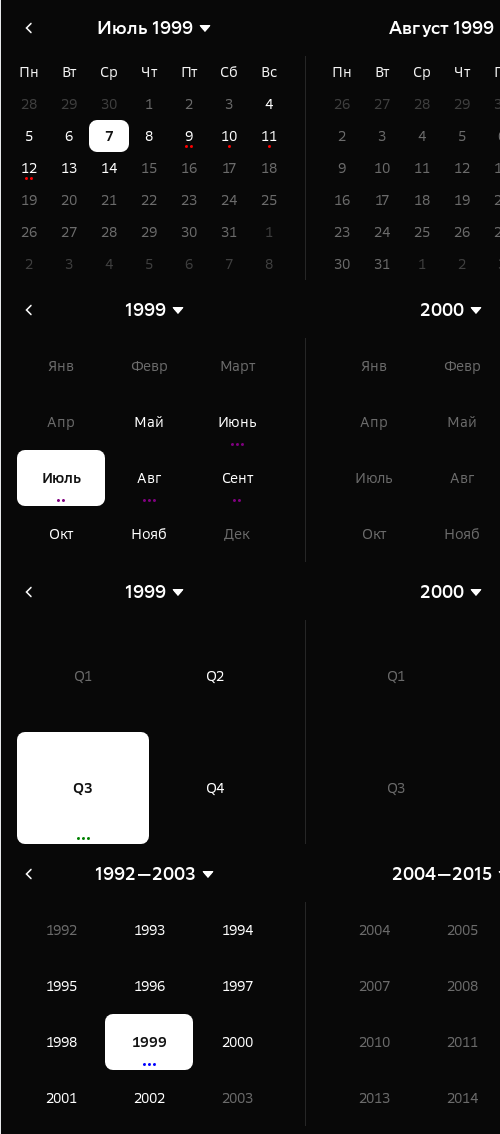 Июль 1999 Август 1999
Пн Вт Ср Чт Пт Сб Вс Пн Вт Ср Чт
28 29 30 1 2 3 4 26 27 28 29
5 6 7 8 9 10 11 2 3 4 5
12 13 14 15 16 17 18 9 10 11 12
19 20 21 22 23 24 25 16 17 18 19
26 27 28 29 30 31 1 23 24 25 26
2 3 4 5 6 7 8 30 31 1 2
1999 2000
Янв Февр Март Янв Февр
Апр Май Июнь Апр Май
Июль Авг Сент Июль Авг
Окт Нояб Дек Окт Нояб
1999 2000
Q1 Q2 Q1
Q3 Q4 Q3
1992—2003 2004—2015
1992 1993 1994 2004 2005
1995 1996 1997 2007 2008
1998 1999 2000 2010 2011
2001 2002 2003 2013 2014